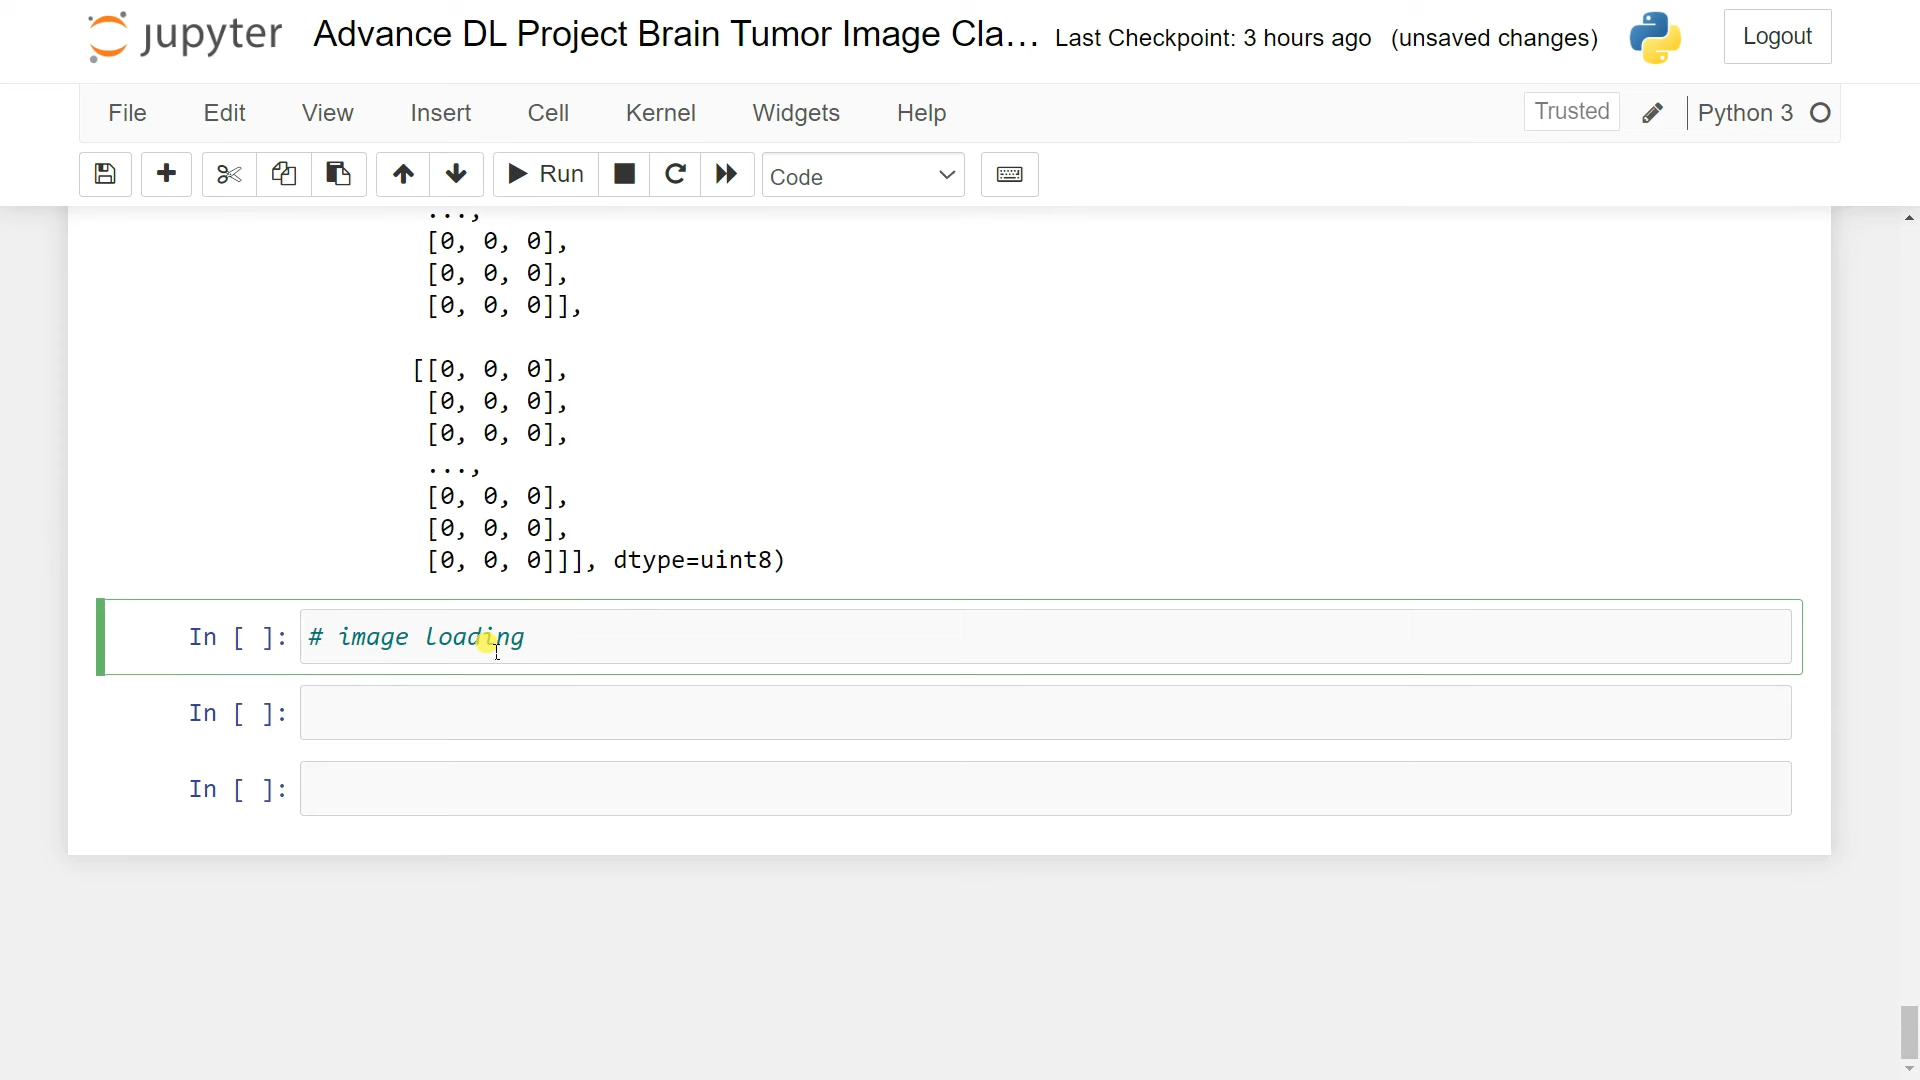 jupyter Advance DL Project Brain Tumor Image Cla... Last Checkpoint: 3 hours ago (unsaved changes) Logout
File Edit View Insert Cell Kernel Widgets Help Trusted Python 3
Run Code
...,
[0, 0, 0],
[0, 0, 0],
[0, 0, 0]],
[[0, 0, 0],
[0, 0, 0],
[0, 0, 0],
...,
[0, 0, 0],
[0, 0, 0],
[0, 0, 0]]], dtype=uint8)
In [ ]: # image loading
In [ ]:
In [ ]: